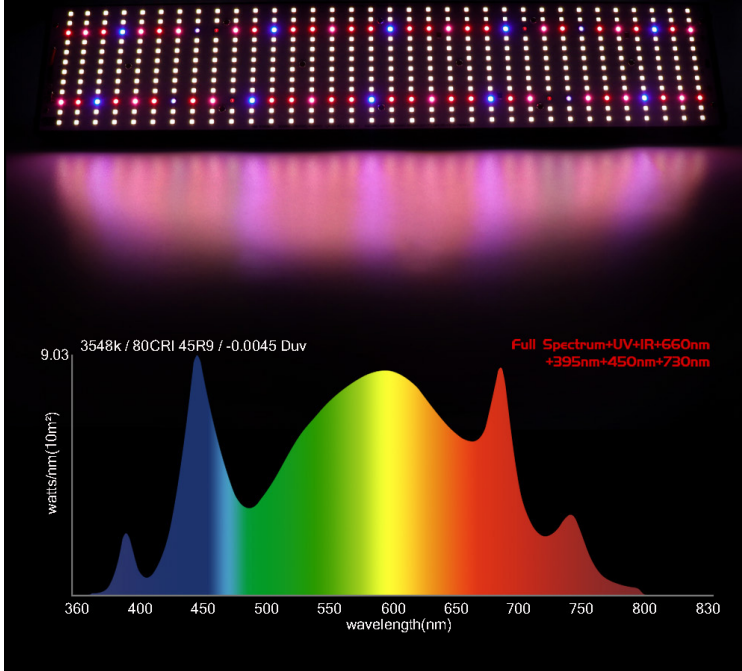 3548k / 80CRI 45R9 / -0.0045 Duv
Full Spectrum+UV+IR+660nm
+395nm+450nm+730nm
9.03
watts/nm(10m²)
360 400 450 500 550 600 650 700 750 800 830
wavelength(nm)